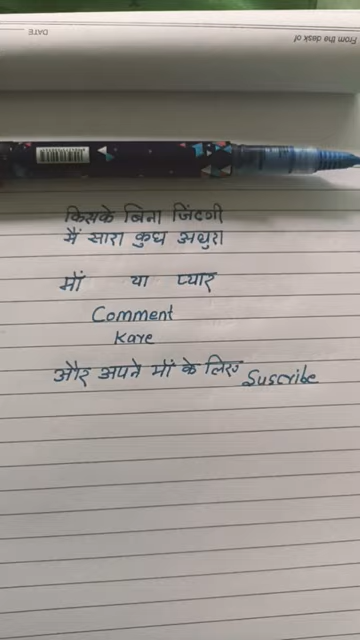 DATE
From the desk of
किसके बिना जिंदगी
में सारा कुछ अधुरा
माँ या प्यार
Comment
Kare
और अपने माँ के लिए Suscribe